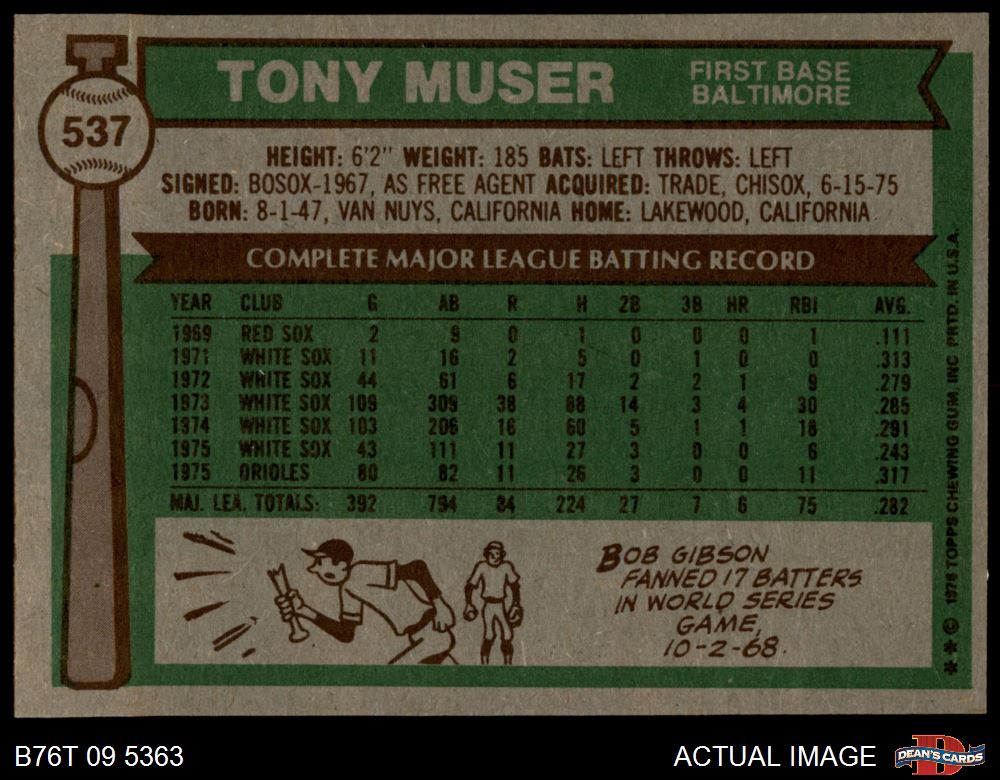 537
TONY MUSER
FIRST BASE
BALTIMORE
HEIGHT: 6'2" WEIGHT: 185 BATS: LEFT THROWS: LEFT
SIGNED: BOSOX-1967, AS FREE AGENT ACQUIRED: TRADE, CHISOX, 6-15-75
BORN: 8-1-47, VAN NUYS, CALIFORNIA HOME: LAKEWOOD, CALIFORNIA
COMPLETE MAJOR LEAGUE BATTING RECORD
YEAR CLUB G AB R H 2B 3B HR RBI AVG.
1969 RED SOX 2 9 0 1 0 0 0 1 .111
1971 WHITE SOX 11 16 2 5 0 1 0 0 .313
1972 WHITE SOX 44 61 6 17 2 2 1 9 .279
1973 WHITE SOX 109 309 38 88 14 3 4 30 .285
1974 WHITE SOX 103 206 16 60 5 1 1 18 .291
1975 WHITE SOX 43 111 11 27 3 0 0 6 .243
1975 ORIOLES 80 82 11 26 3 0 0 11 .317
MAJ. LEA. TOTALS: 392 794 84 224 27 7 6 75 .282
BOB GIBSON
FANNED 17 BATTERS
IN WORLD SERIES
GAME,
10-2-68.
*** © 1976 TOPPS CHEWING GUM, INC PRTD. IN U.S.A.
B76T 09 5363
ACTUAL IMAGE
D
DEAN'S CARDS